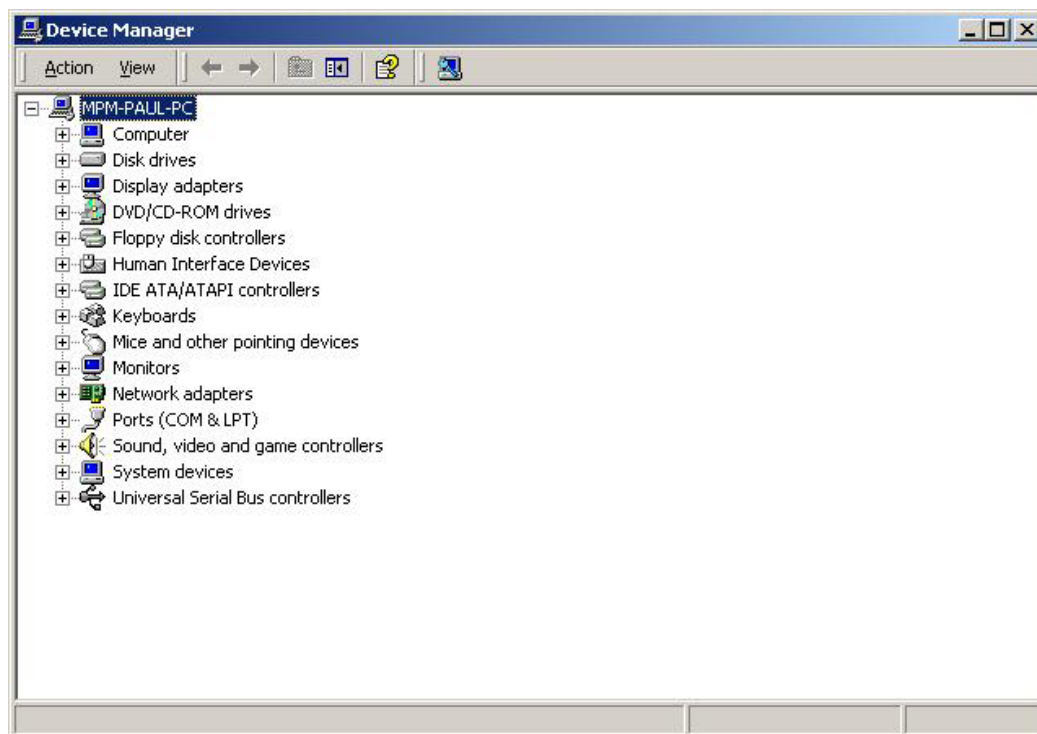 Device Manager
Action View
MPM-PAUL-PC
Computer
Disk drives
Display adapters
DVD/CD-ROM drives
Floppy disk controllers
Human Interface Devices
IDE ATA/ATAPI controllers
Keyboards
Mice and other pointing devices
Monitors
Network adapters
Ports (COM & LPT)
Sound, video and game controllers
System devices
Universal Serial Bus controllers